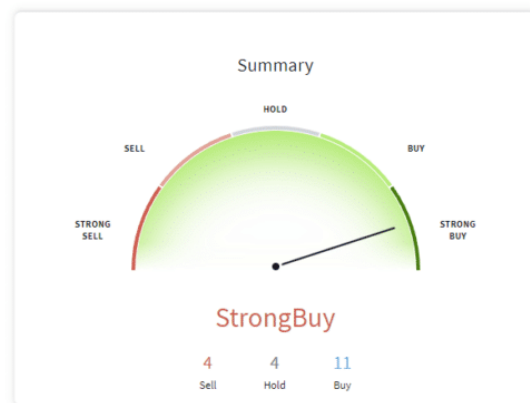 Summary
HOLD
SELL
BUY
STRONG
SELL
STRONG
BUY
StrongBuy
4 4 11
Sell Hold Buy